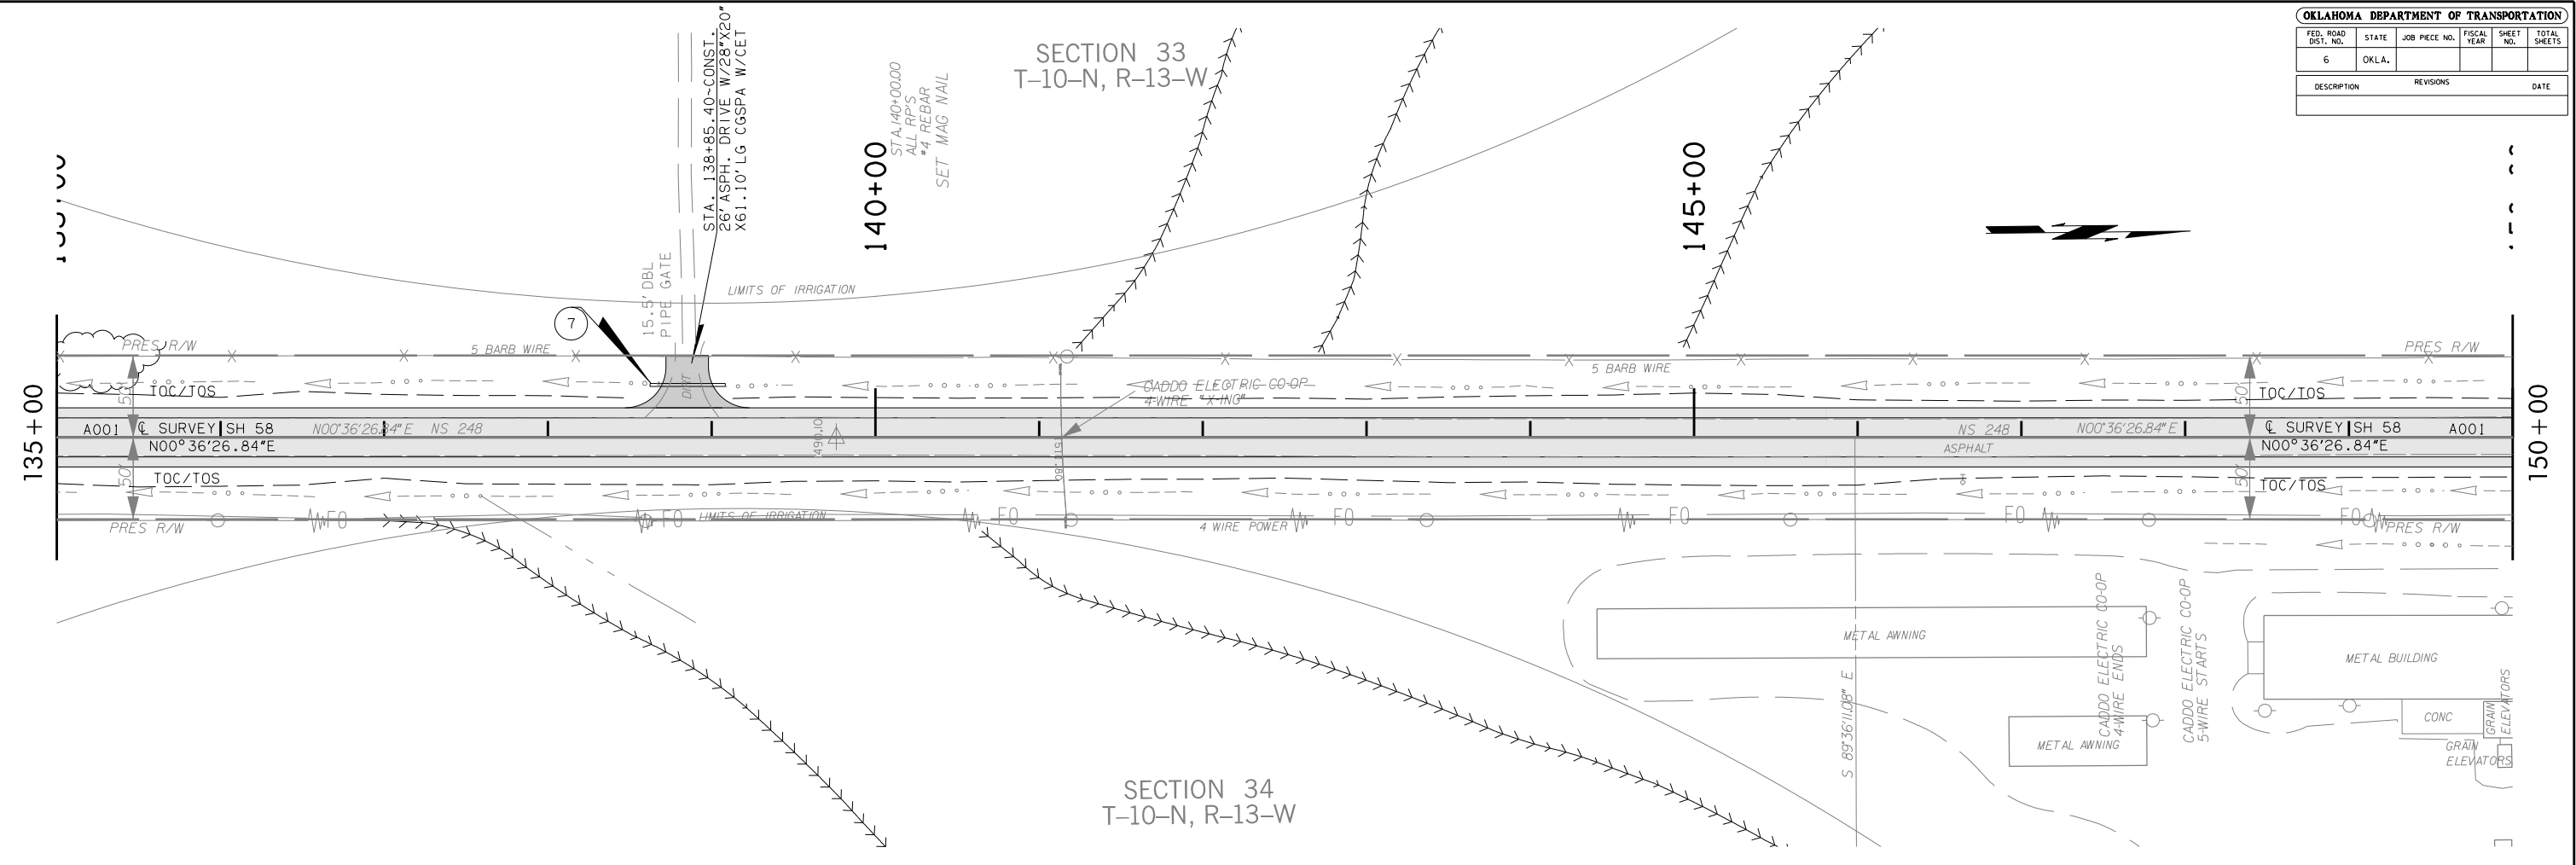 OKLAHOMA DEPARTMENT OF TRANSPORTATION
FED. ROAD DIST. NO.
STATE
JOB PIECE NO.
FISCAL YEAR
SHEET NO.
TOTAL SHEETS
6
OKLA.
REVISIONS
DESCRIPTION
DATE
SECTION 33
T-10-N, R-13-W
STA. 138+85.40~CONST.
26' ASPH. DRIVE W/28"X20"
X61.10' LG CGSPA W/CET
STA.140+00.00
ALL RP'S
#4 REBAR
SET MAG NAIL
140+00
145+00
15.5' DBL
PIPE GATE
LIMITS OF IRRIGATION
7
PRES R/W
5 BARB WIRE
5 BARB WIRE
PRES R/W
DIRT
CADDO ELECTRIC CO-OP
4-WIRE "X-ING"
50'
TOC/TOS
50'
TOC/TOS
135+00
A001 ℄ SURVEY SH 58
N00°36'26.84"E NS 248
N00°36'26.84"E
NS 248 N00°36'26.84"E
℄ SURVEY SH 58 A001
N00°36'26.84"E
ASPHALT
150+00
50'
TOC/TOS
50'
TOC/TOS
PRES R/W
FO
FO
LIMITS OF IRRIGATION
FO
4 WIRE POWER
FO
FO
FO
FO
PRES R/W
METAL AWNING
S 89°36'11.08" E
METAL AWNING
CADDO ELECTRIC CO-OP
4-WIRE ENDS
CADDO ELECTRIC CO-OP
5-WIRE STARTS
METAL BUILDING
CONC
GRAIN
ELEVATORS
GRAIN
ELEVATORS
SECTION 34
T-10-N, R-13-W